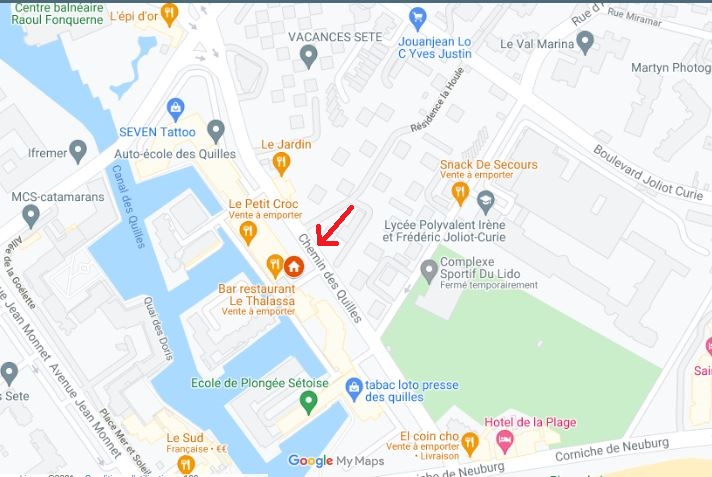 Centre balnéaire
Raoul Fonquerne
L'épi d'or
VACANCES SETE
Jouanjean Lo
C Yves Justin
Le Val Marina
Rue Miramar
Rue d'
Martyn Photog
Résidence la Houle
SEVEN Tattoo
Ifremer
Auto-école des Quilles
Le Jardin
Snack De Secours
Vente à emporter
Boulevard Joliot Curie
MCS-catamarans
Canal des Quilles
Le Petit Croc
Vente à emporter
Lycée Polyvalent Irène
et Frédéric Joliot-Curie
Allée de la Goélette
Chemin des Quilles
Complexe
Sportif Du Lido
Fermé temporairement
Bar restaurant
Le Thalassa
Vente à emporter
Quai des Doris
Jean Monnet
Avenue Jean Monnet
Sète
Ecole de Plongée Sétoise
tabac loto presse
des quilles
Sain
Place Mer et Soleil
Le Sud
Française • €€
El coin cho
Vente à emporter
• Livraison
Hotel de la Plage
Corniche de Neuburg
Corniche de Neuburg
Google My Maps